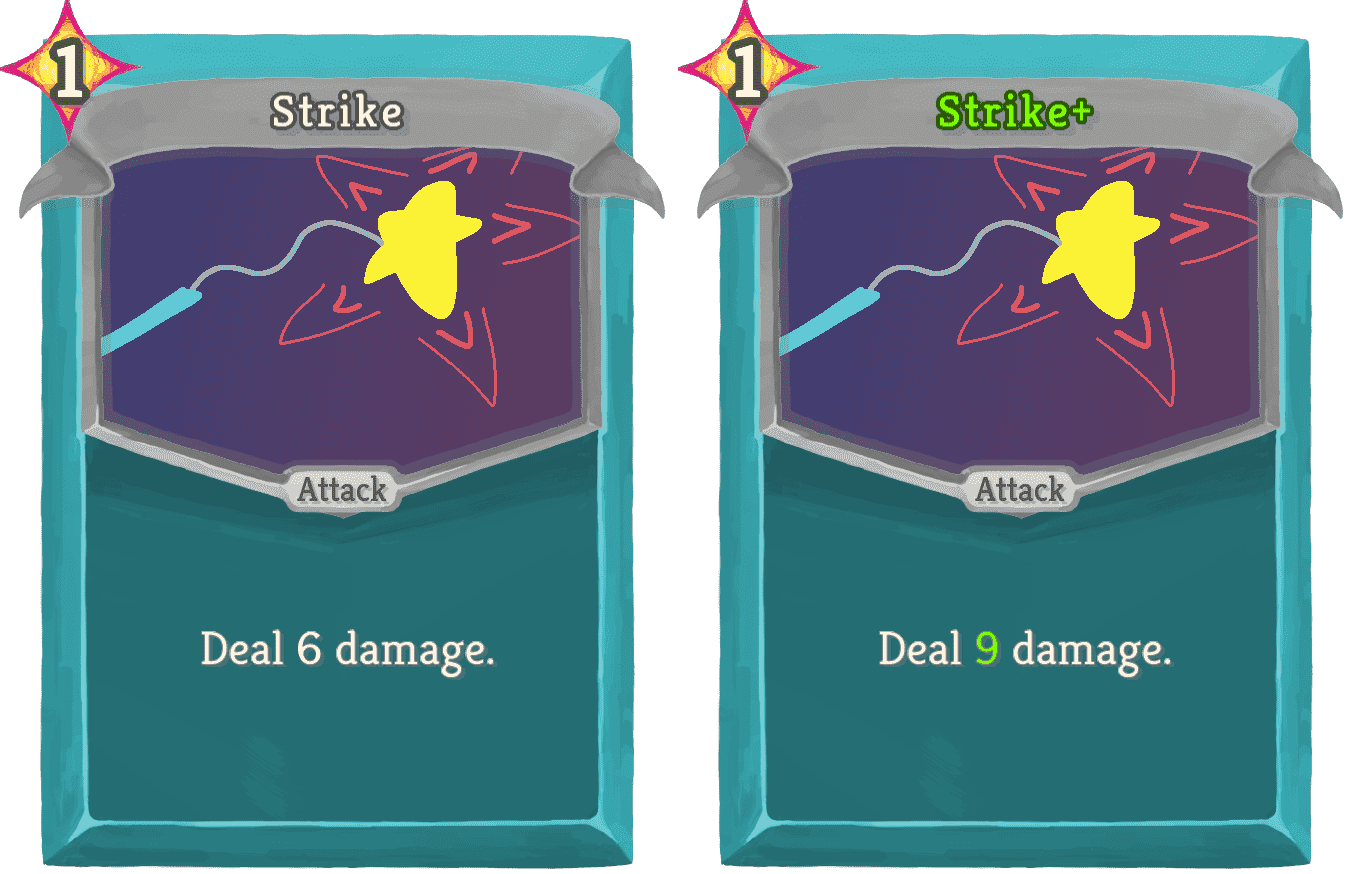 1
Strike
Attack
Deal 6 damage.
1
Strike+
Attack
Deal 9 damage.